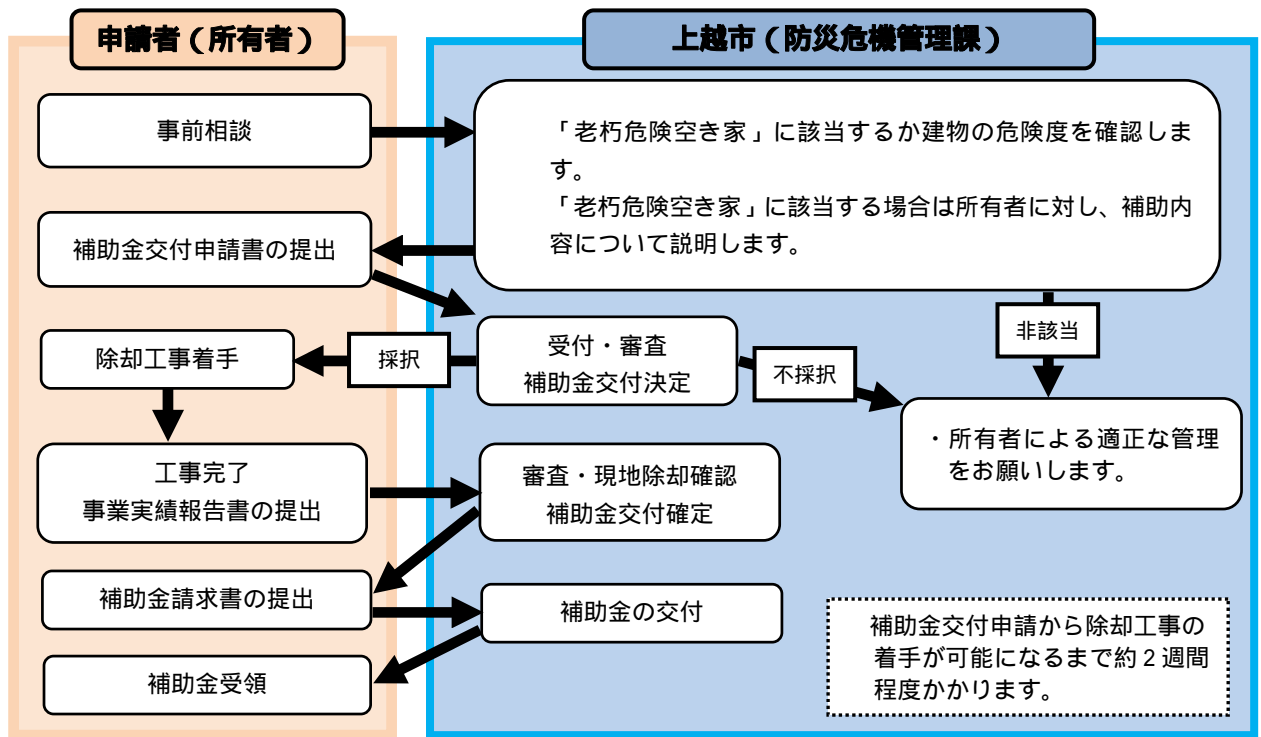 申請者（所有者）
上越市（防災危機管理課）
事前相談
「老朽危険空き家」に該当するか建物の危険度を確認しま
す。
「老朽危険空き家」に該当する場合は所有者に対し、補助内
容について説明します。
補助金交付申請書の提出
非該当
除却工事着手
採択
受付・審査
補助金交付決定
不採択
・所有者による適正な管理
をお願いします。
工事完了
事業実績報告書の提出
審査・現地除却確認
補助金交付確定
補助金請求書の提出
補助金の交付
補助金受領
補助金交付申請から除却工事の
着手が可能になるまで約２週間
程度かかります。